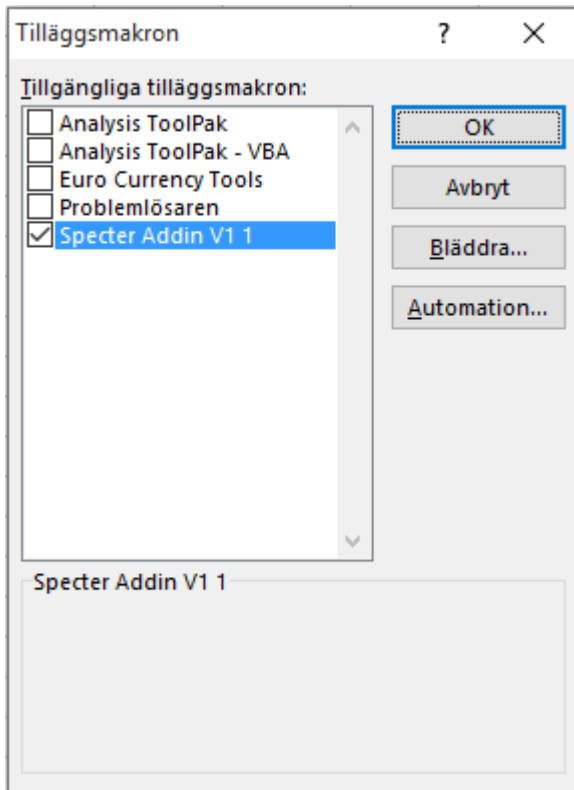 Tilläggsmakron
?
Tillgängliga tilläggsmakron:
Analysis ToolPak
Analysis ToolPak - VBA
Euro Currency Tools
Problemlösaren
Specter Addin V1 1
OK
Avbryt
Bläddra...
Automation...
Specter Addin V1 1